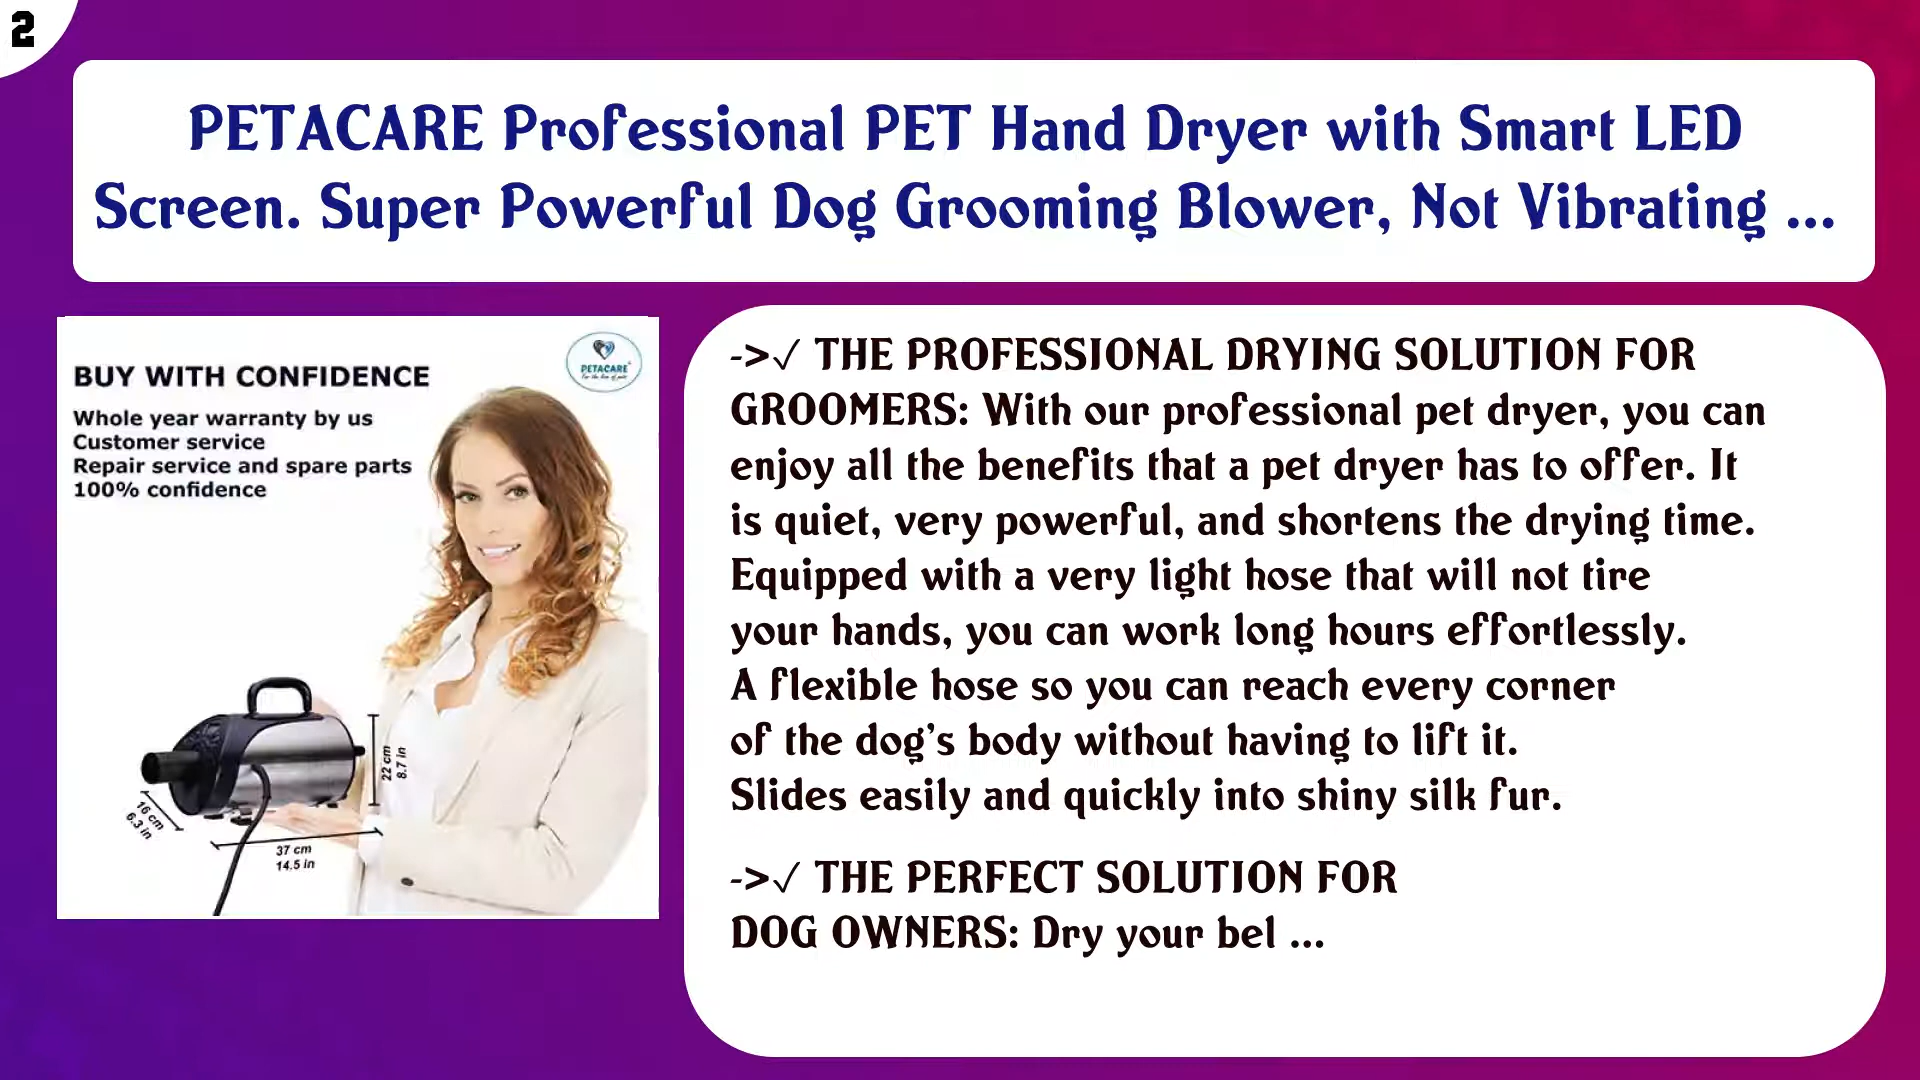 2
PETACARE Professional PET Hand Dryer with Smart LED
Screen. Super Powerful Dog Grooming Blower, Not Vibrating ...
PETACARE
For the love of pets
BUY WITH CONFIDENCE
Whole year warranty by us
Customer service
Repair service and spare parts
100% confidence
22 cm
8.7 in
16 cm
6.3 in
37 cm
14.5 in
->✓ THE PROFESSIONAL DRYING SOLUTION FOR
GROOMERS: With our professional pet dryer, you can
enjoy all the benefits that a pet dryer has to offer. It
is quiet, very powerful, and shortens the drying time.
Equipped with a very light hose that will not tire
your hands, you can work long hours effortlessly.
A flexible hose so you can reach every corner
of the dog's body without having to lift it.
Slides easily and quickly into shiny silk fur.
->✓ THE PERFECT SOLUTION FOR
DOG OWNERS: Dry your bel ...